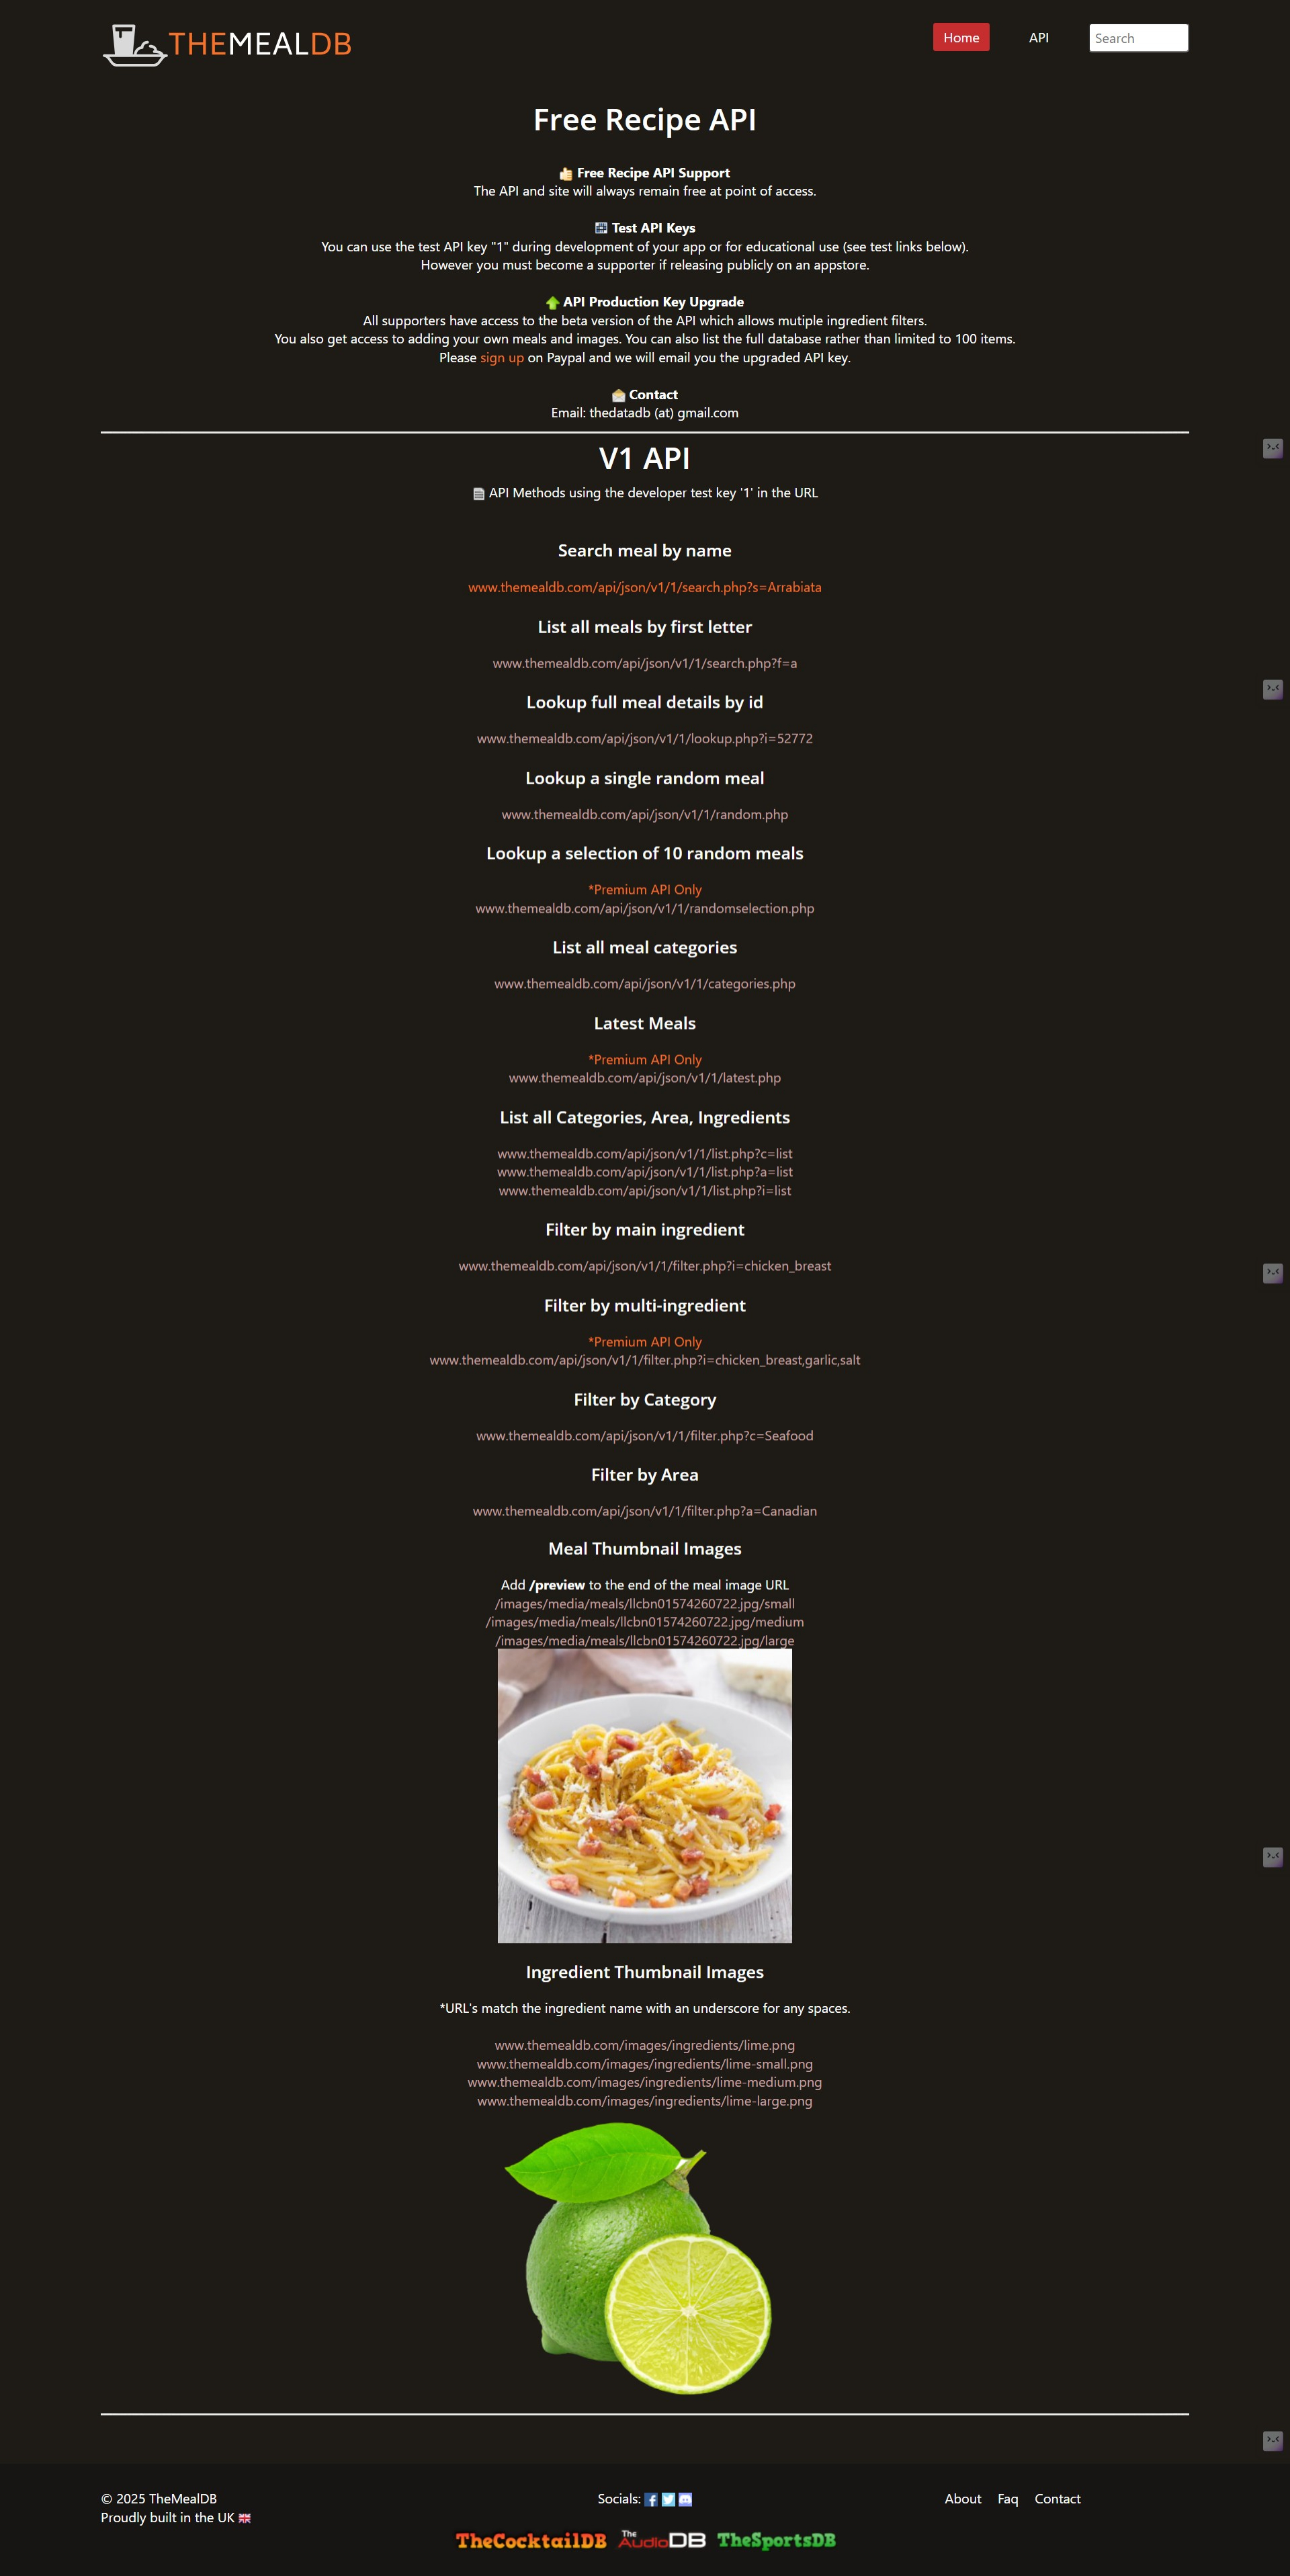 THEMEALDB
Home
API
Search
Free Recipe API
Free Recipe API Support
The API and site will always remain free at point of access.
Test API Keys
You can use the test API key "1" during development of your app or for educational use (see test links below).
However you must become a supporter if releasing publicly on an appstore.
API Production Key Upgrade
All supporters have access to the beta version of the API which allows mutiple ingredient filters.
You also get access to adding your own meals and images. You can also list the full database rather than limited to 100 items.
Please sign up on Paypal and we will email you the upgraded API key.
Contact
Email: thedatadb (at) gmail.com
V1 API
API Methods using the developer test key '1' in the URL
Search meal by name
www.themealdb.com/api/json/v1/1/search.php?s=Arrabiata
List all meals by first letter
www.themealdb.com/api/json/v1/1/search.php?f=a
Lookup full meal details by id
www.themealdb.com/api/json/v1/1/lookup.php?i=52772
Lookup a single random meal
www.themealdb.com/api/json/v1/1/random.php
Lookup a selection of 10 random meals
*Premium API Only
www.themealdb.com/api/json/v1/1/randomselection.php
List all meal categories
www.themealdb.com/api/json/v1/1/categories.php
Latest Meals
*Premium API Only
www.themealdb.com/api/json/v1/1/latest.php
List all Categories, Area, Ingredients
www.themealdb.com/api/json/v1/1/list.php?c=list
www.themealdb.com/api/json/v1/1/list.php?a=list
www.themealdb.com/api/json/v1/1/list.php?i=list
Filter by main ingredient
www.themealdb.com/api/json/v1/1/filter.php?i=chicken_breast
Filter by multi-ingredient
*Premium API Only
www.themealdb.com/api/json/v1/1/filter.php?i=chicken_breast,garlic,salt
Filter by Category
www.themealdb.com/api/json/v1/1/filter.php?c=Seafood
Filter by Area
www.themealdb.com/api/json/v1/1/filter.php?a=Canadian
Meal Thumbnail Images
Add /preview to the end of the meal image URL
/images/media/meals/llcbn01574260722.jpg/small
/images/media/meals/llcbn01574260722.jpg/medium
/images/media/meals/llcbn01574260722.jpg/large
Ingredient Thumbnail Images
*URL's match the ingredient name with an underscore for any spaces.
www.themealdb.com/images/ingredients/lime.png
www.themealdb.com/images/ingredients/lime-small.png
www.themealdb.com/images/ingredients/lime-medium.png
www.themealdb.com/images/ingredients/lime-large.png
© 2025 TheMealDB
Proudly built in the UK
Socials:
About
Faq
Contact
TheCocktailDB
The AudioDB
TheSportsDB